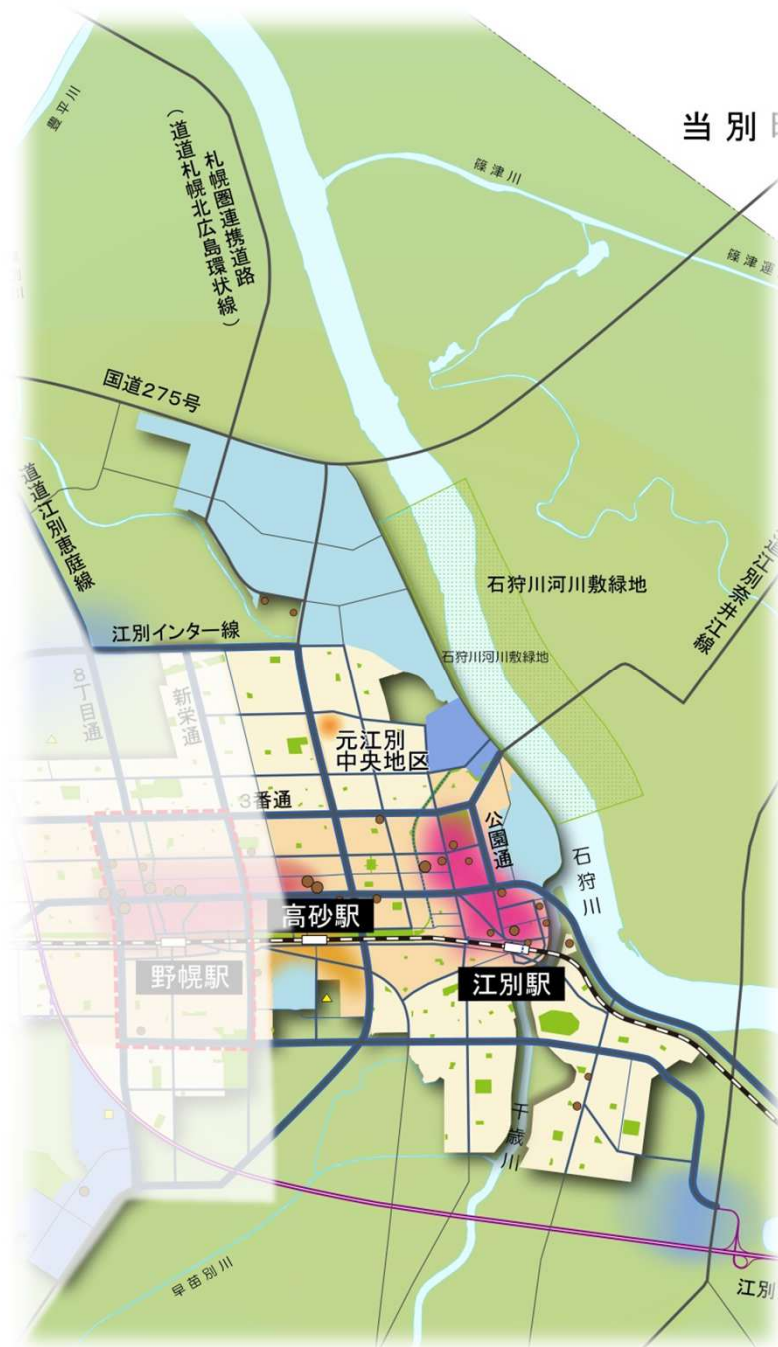 当別
豊平川
篠津川
篠津運
札幌圏連携道路
(道道札幌北広島環状線)
国道275号
道道江別恵庭線
石狩川河川敷緑地
道江別奈井江線
江別インター線
石狩川河川敷緑地
8丁目通
新栄通
元江別
中央地区
3番通
公園通
石狩川
高砂駅
野幌駅
江別駅
千歳川
早苗別川
江別